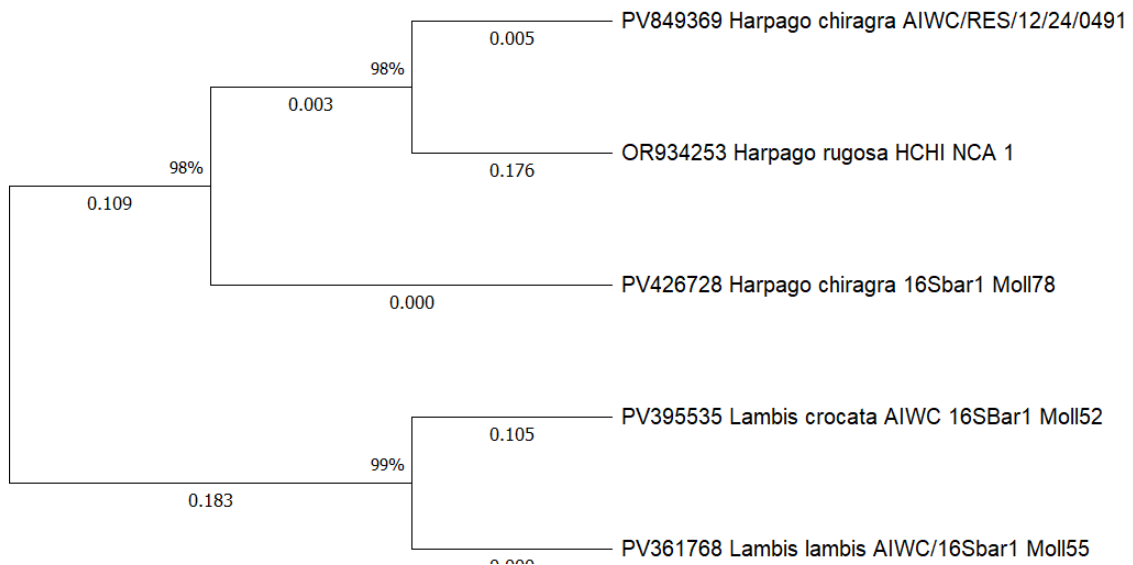 PV849369 Harpago chiragra AIWC/RES/12/24/0491
0.005
98%
0.003
OR934253 Harpago rugosa HCHI NCA 1
0.176
98%
0.109
PV426728 Harpago chiragra 16Sbar1 Moll78
0.000
PV395535 Lambis crocata AIWC 16SBar1 Moll52
0.105
99%
0.183
PV361768 Lambis lambis AIWC/16Sbar1 Moll55